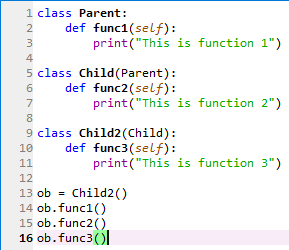 1 class Parent:
2     def func1(self):
3         print("This is function 1")
4
5 class Child(Parent):
6     def func2(self):
7         print("This is function 2")
8
9 class Child2(Child):
10     def func3(self):
11         print("This is function 3")
12
13 ob = Child2()
14 ob.func1()
15 ob.func2()
16 ob.func3()